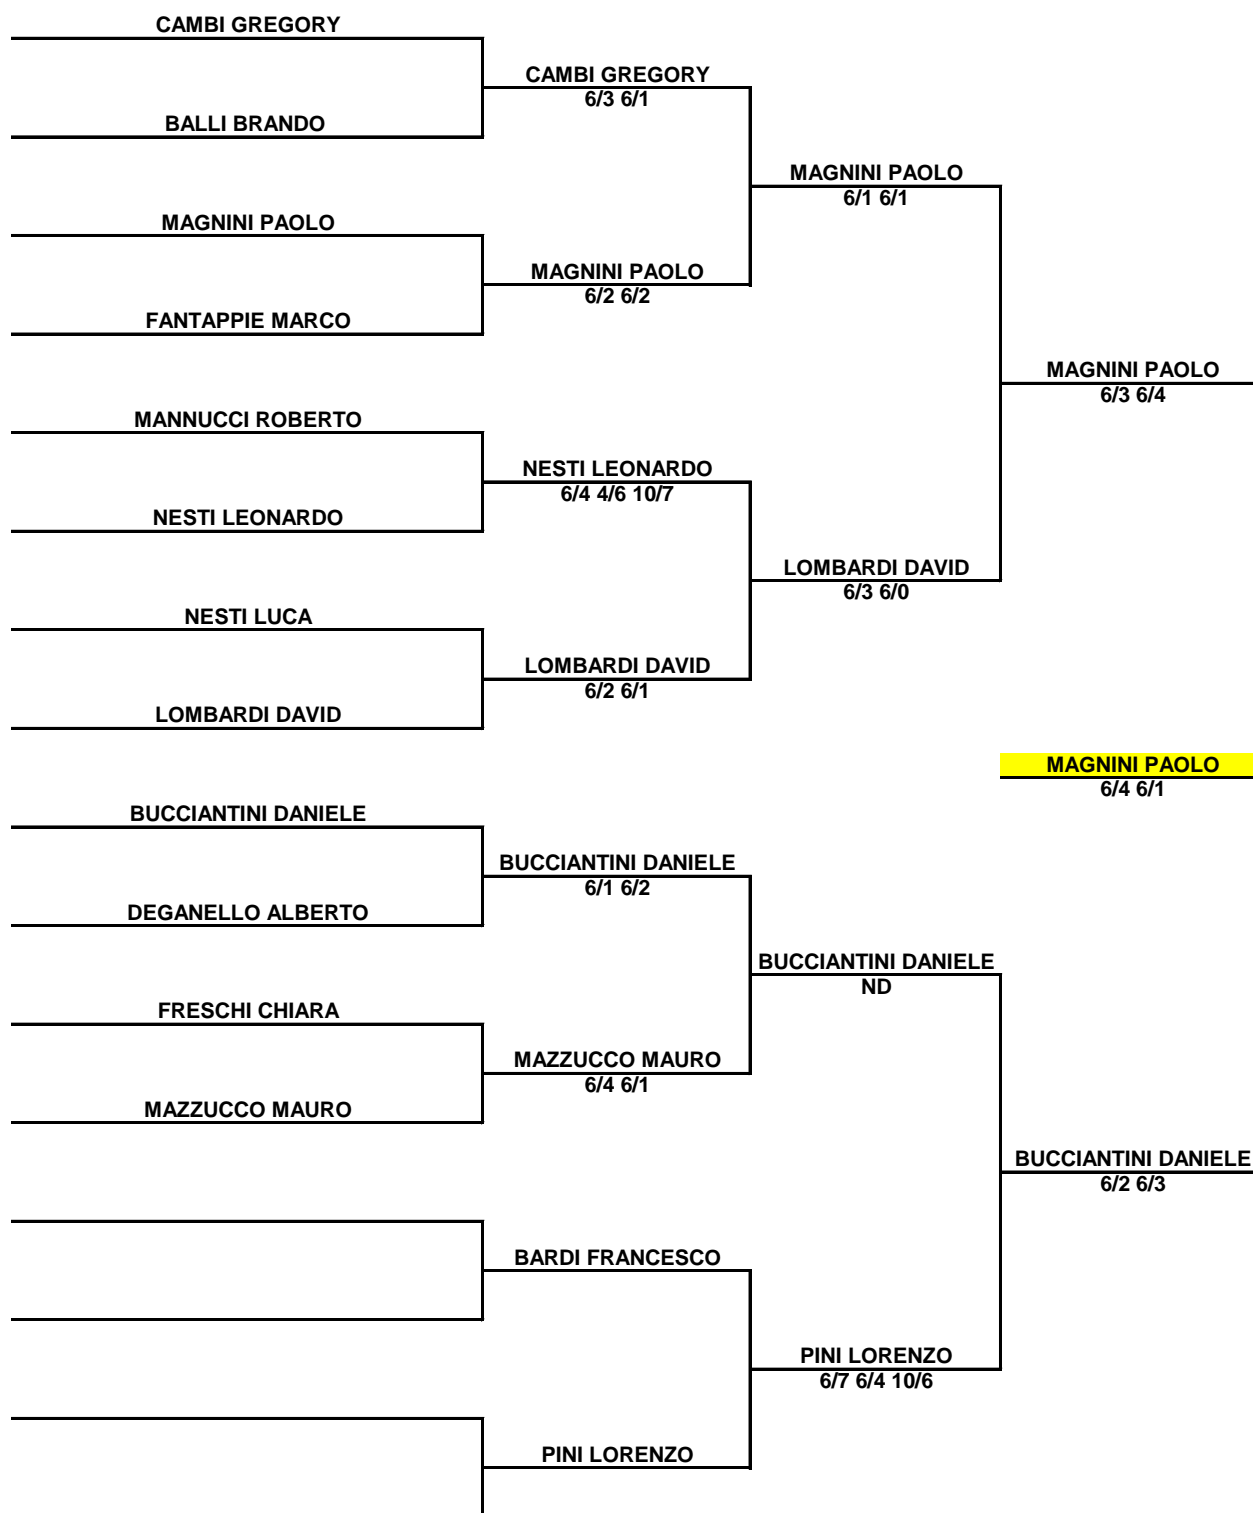 CAMBI GREGORY
CAMBI GREGORY
6/3 6/1
BALLI BRANDO
MAGNINI PAOLO
6/1 6/1
MAGNINI PAOLO
MAGNINI PAOLO
6/2 6/2
FANTAPPIE MARCO
MAGNINI PAOLO
6/3 6/4
MANNUCCI ROBERTO
NESTI LEONARDO
6/4 4/6 10/7
NESTI LEONARDO
LOMBARDI DAVID
6/3 6/0
NESTI LUCA
LOMBARDI DAVID
6/2 6/1
LOMBARDI DAVID
MAGNINI PAOLO
6/4 6/1
BUCCIANTINI DANIELE
BUCCIANTINI DANIELE
6/1 6/2
DEGANELLO ALBERTO
BUCCIANTINI DANIELE
ND
FRESCHI CHIARA
MAZZUCCO MAURO
6/4 6/1
MAZZUCCO MAURO
BUCCIANTINI DANIELE
6/2 6/3
BARDI FRANCESCO
PINI LORENZO
6/7 6/4 10/6
PINI LORENZO